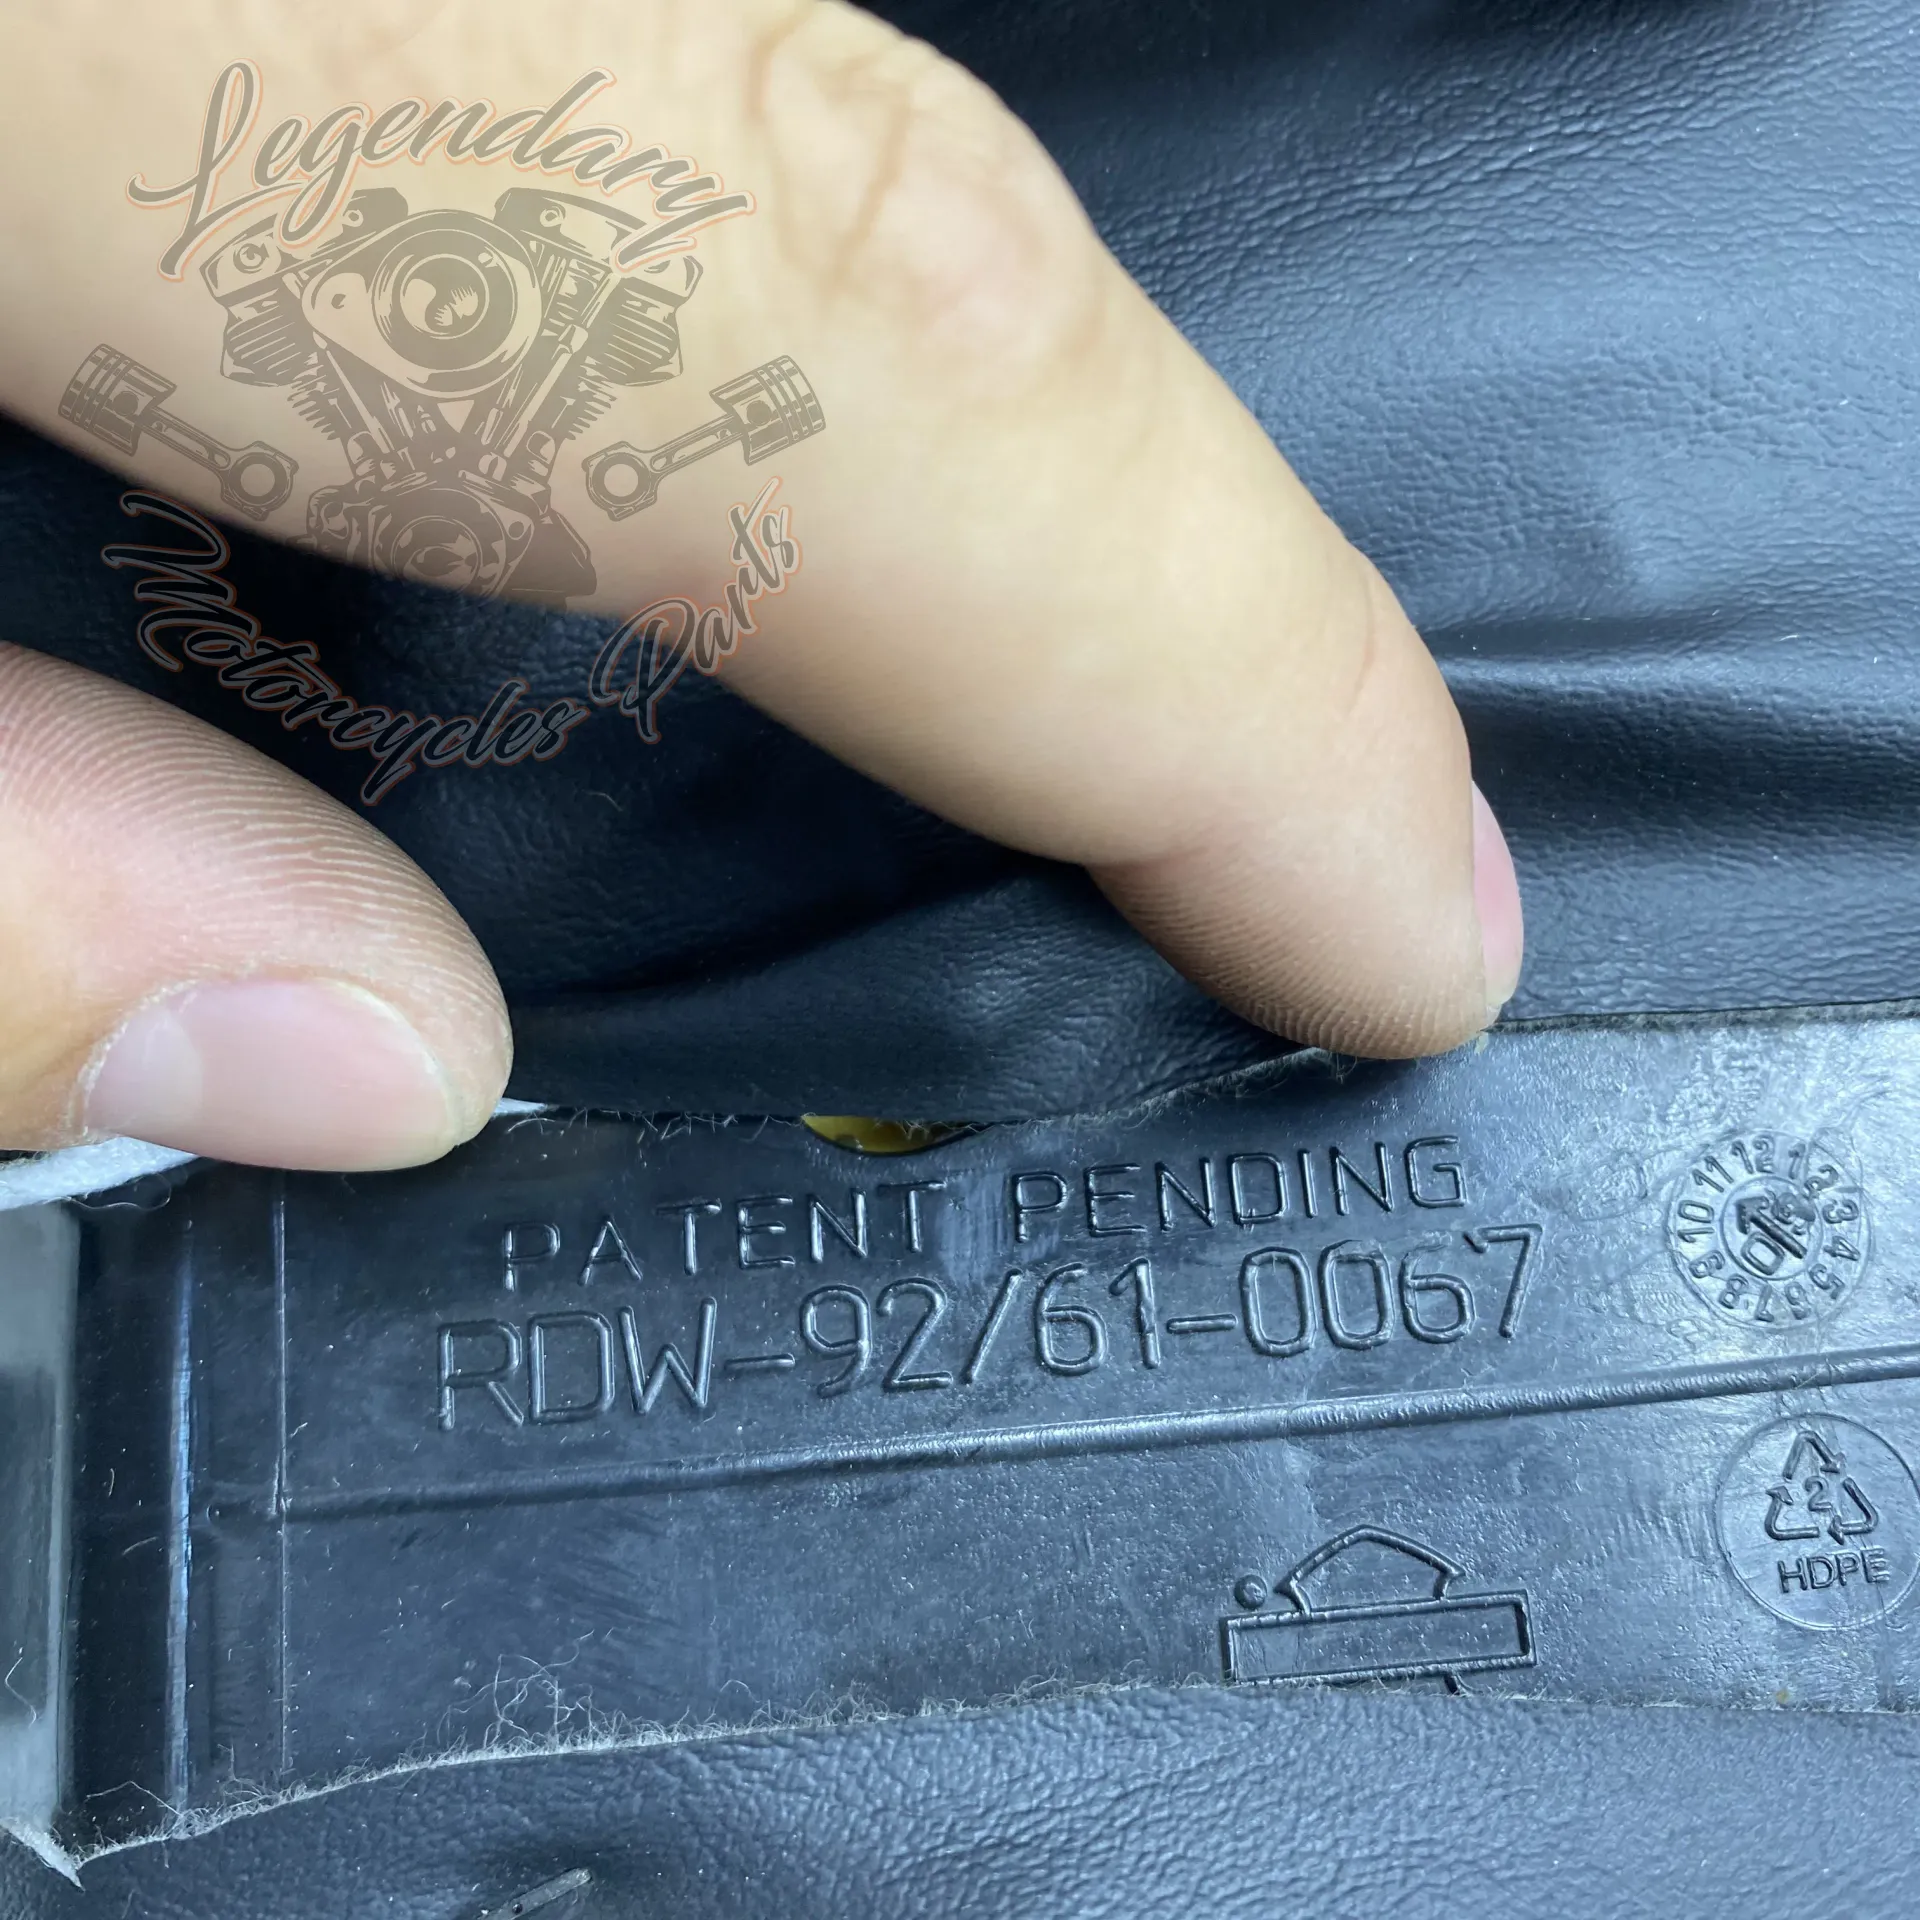 Legendary
Motorcycles Parts
PATENT PENDING
RDW-92/61-0067
10 11 12 1 2 3 4 5 6 7 8 9
2
HDPE